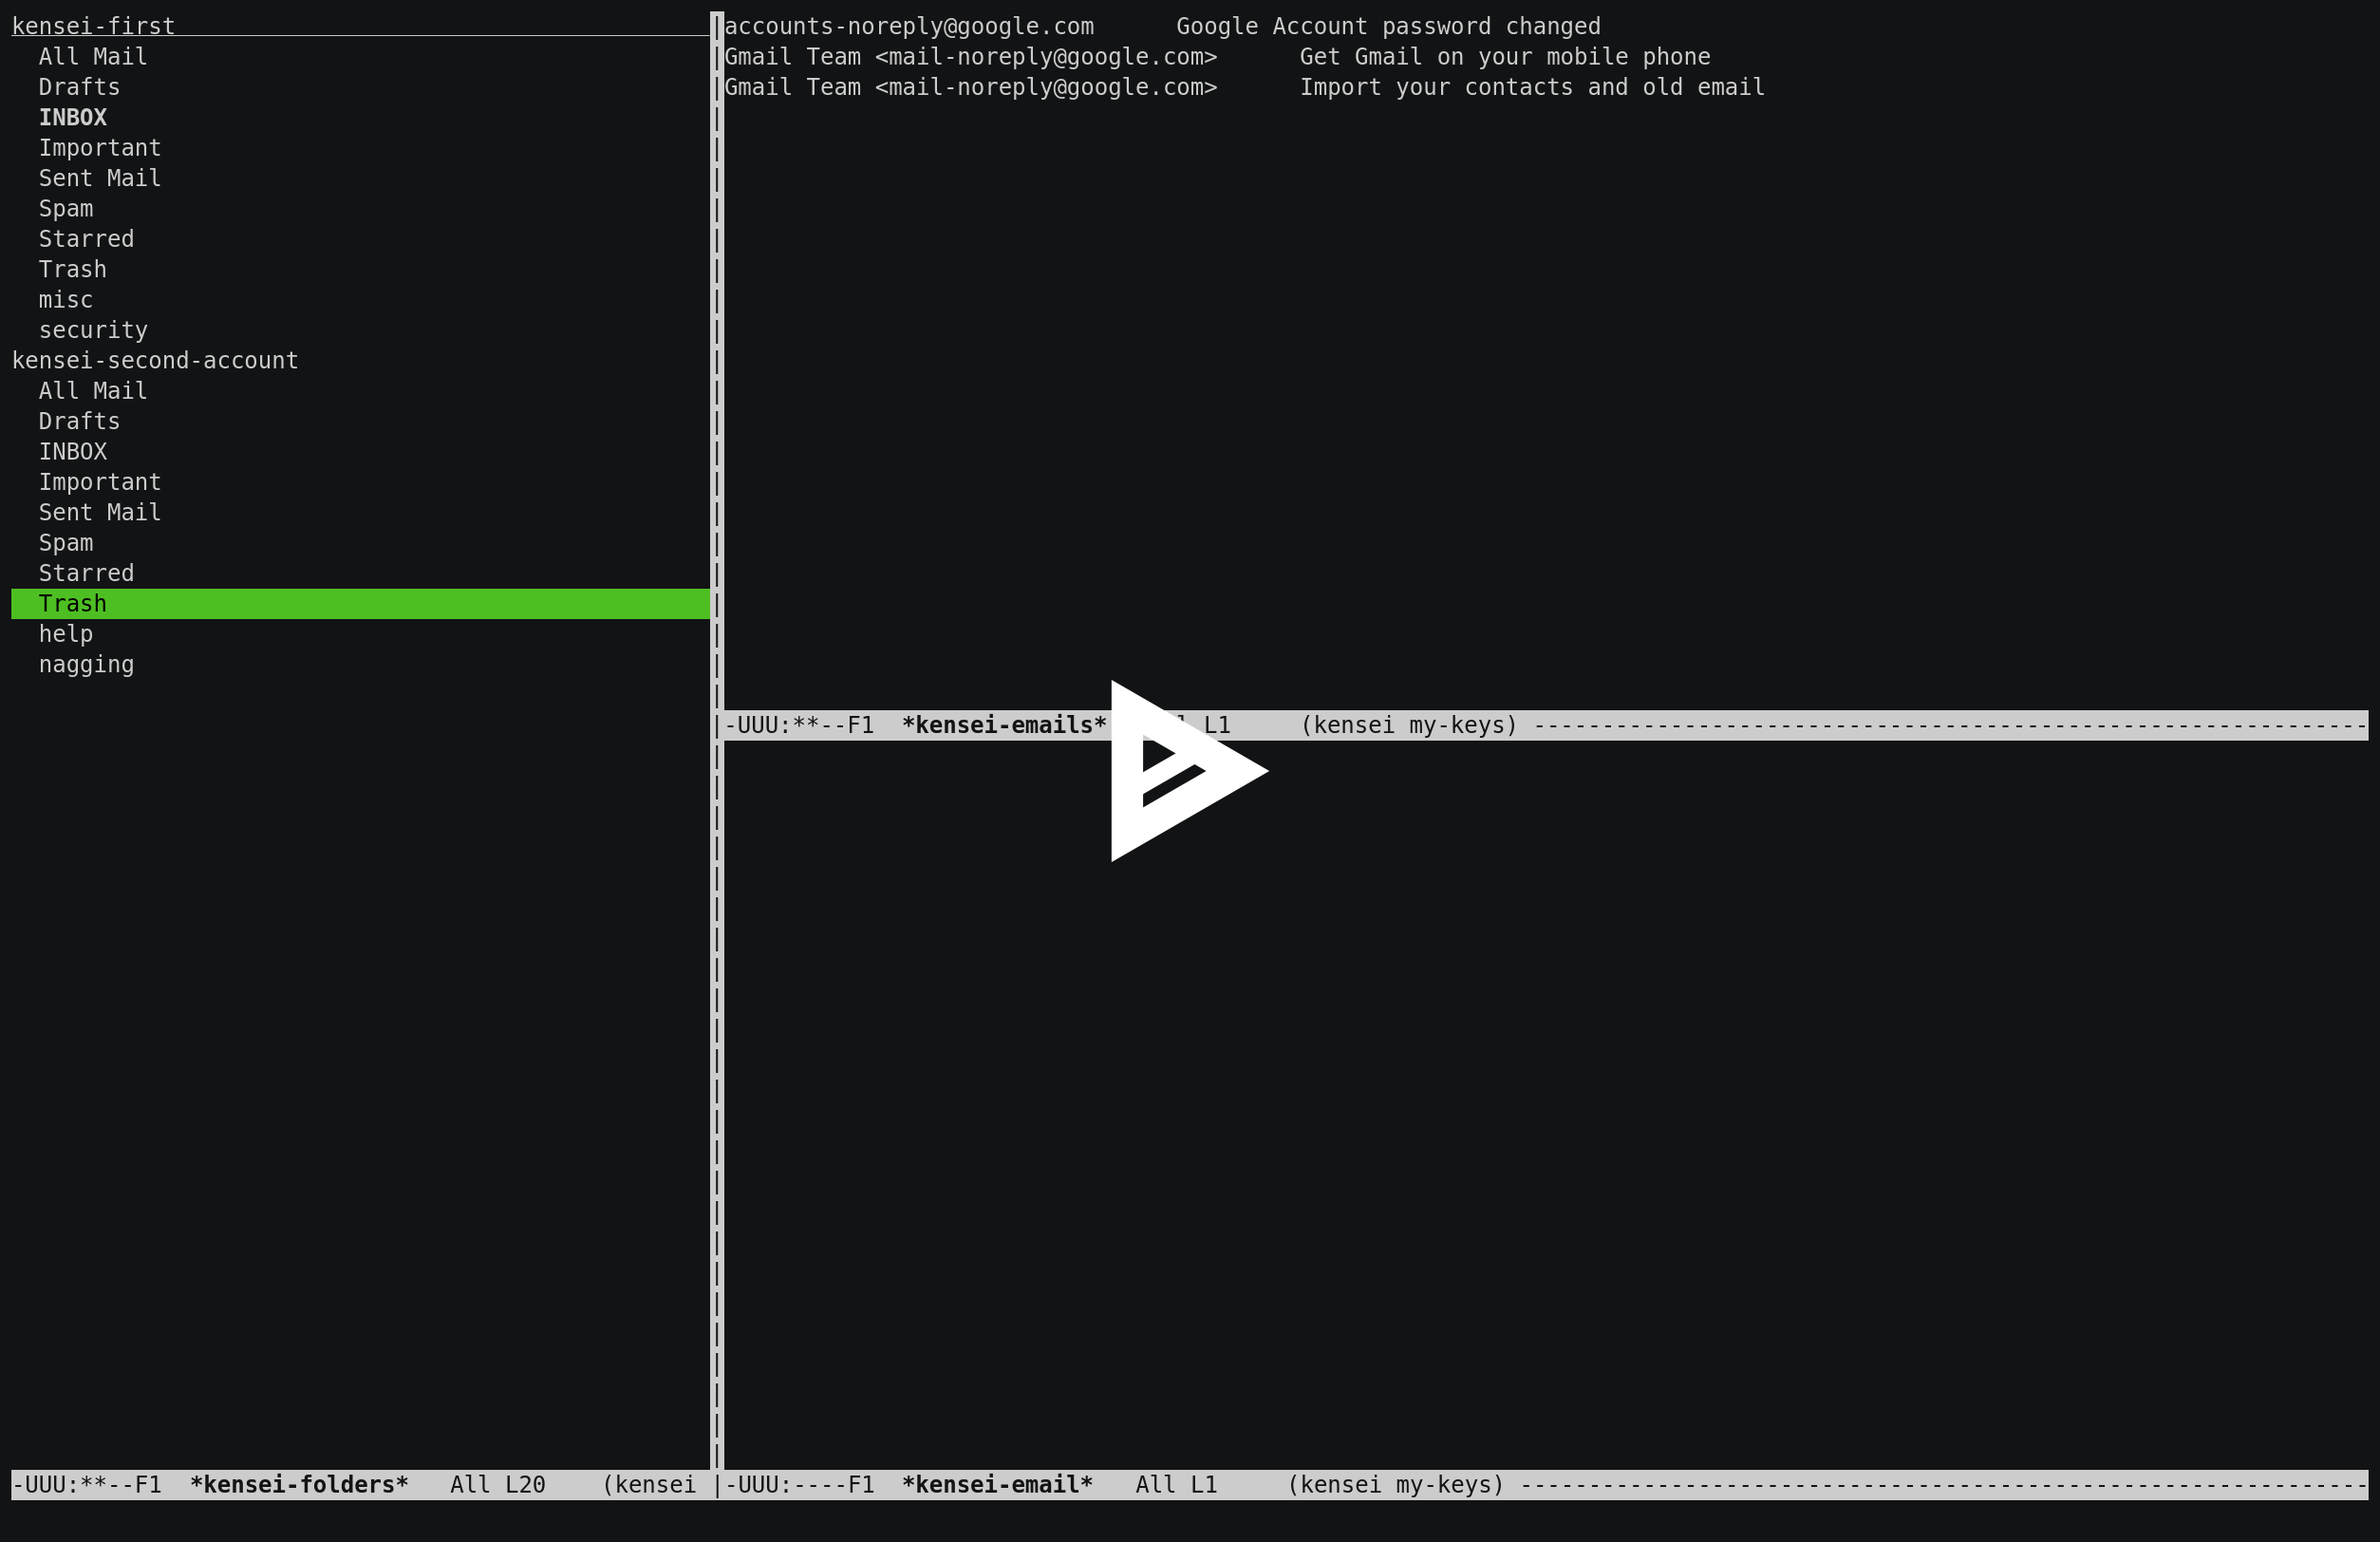 kensei-first
All Mail
Drafts
INBOX
Important
Sent Mail
Spam
Starred
Trash
misc
security
kensei-second-account
All Mail
Drafts
INBOX
Important
Sent Mail
Spam
Starred
Trash
help
nagging
accounts-noreply@google.com      Google Account password changed
Gmail Team <mail-noreply@google.com>      Get Gmail on your mobile phone
Gmail Team <mail-noreply@google.com>      Import your contacts and old email
-UUU:**--F1  *kensei-emails*   L1     (kensei my-keys) -------------------------------------------------------------
-UUU:**--F1  *kensei-folders*   All L20    (kensei |-UUU:----F1  *kensei-email*   All L1     (kensei my-keys) --------------------------------------------------------------